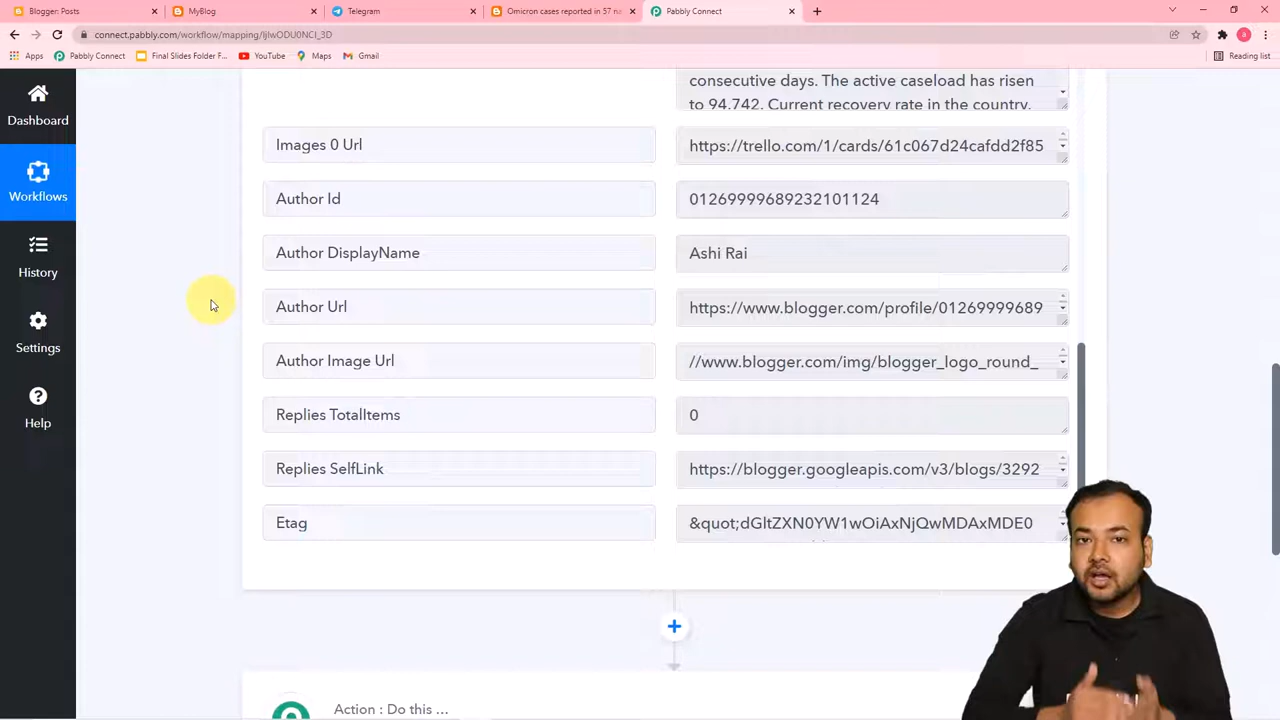 Blogger: Posts
MyBlog
Telegram
Omicron cases reported in 57 na
Pabbly Connect
connect.pabbly.com/workflow/mapping/IjIwODU0NCI_3D
Apps
Pabbly Connect
Final Slides Folder F...
YouTube
Maps
Gmail
Reading list
Dashboard
Workflows
History
Settings
Help
consecutive days. The active caseload has risen
to 94,742. Current recovery rate in the country.
Images 0 Url
https://trello.com/1/cards/61c067d24cafdd2f85
Author Id
01269999689232101124
Author DisplayName
Ashi Rai
Author Url
https://www.blogger.com/profile/01269999689
Author Image Url
//www.blogger.com/img/blogger_logo_round_
Replies TotalItems
0
Replies SelfLink
https://blogger.googleapis.com/v3/blogs/3292
Etag
&quot;dGltZXN0YW1wOiAxNjQwMDAxMDE0
Action : Do this ...